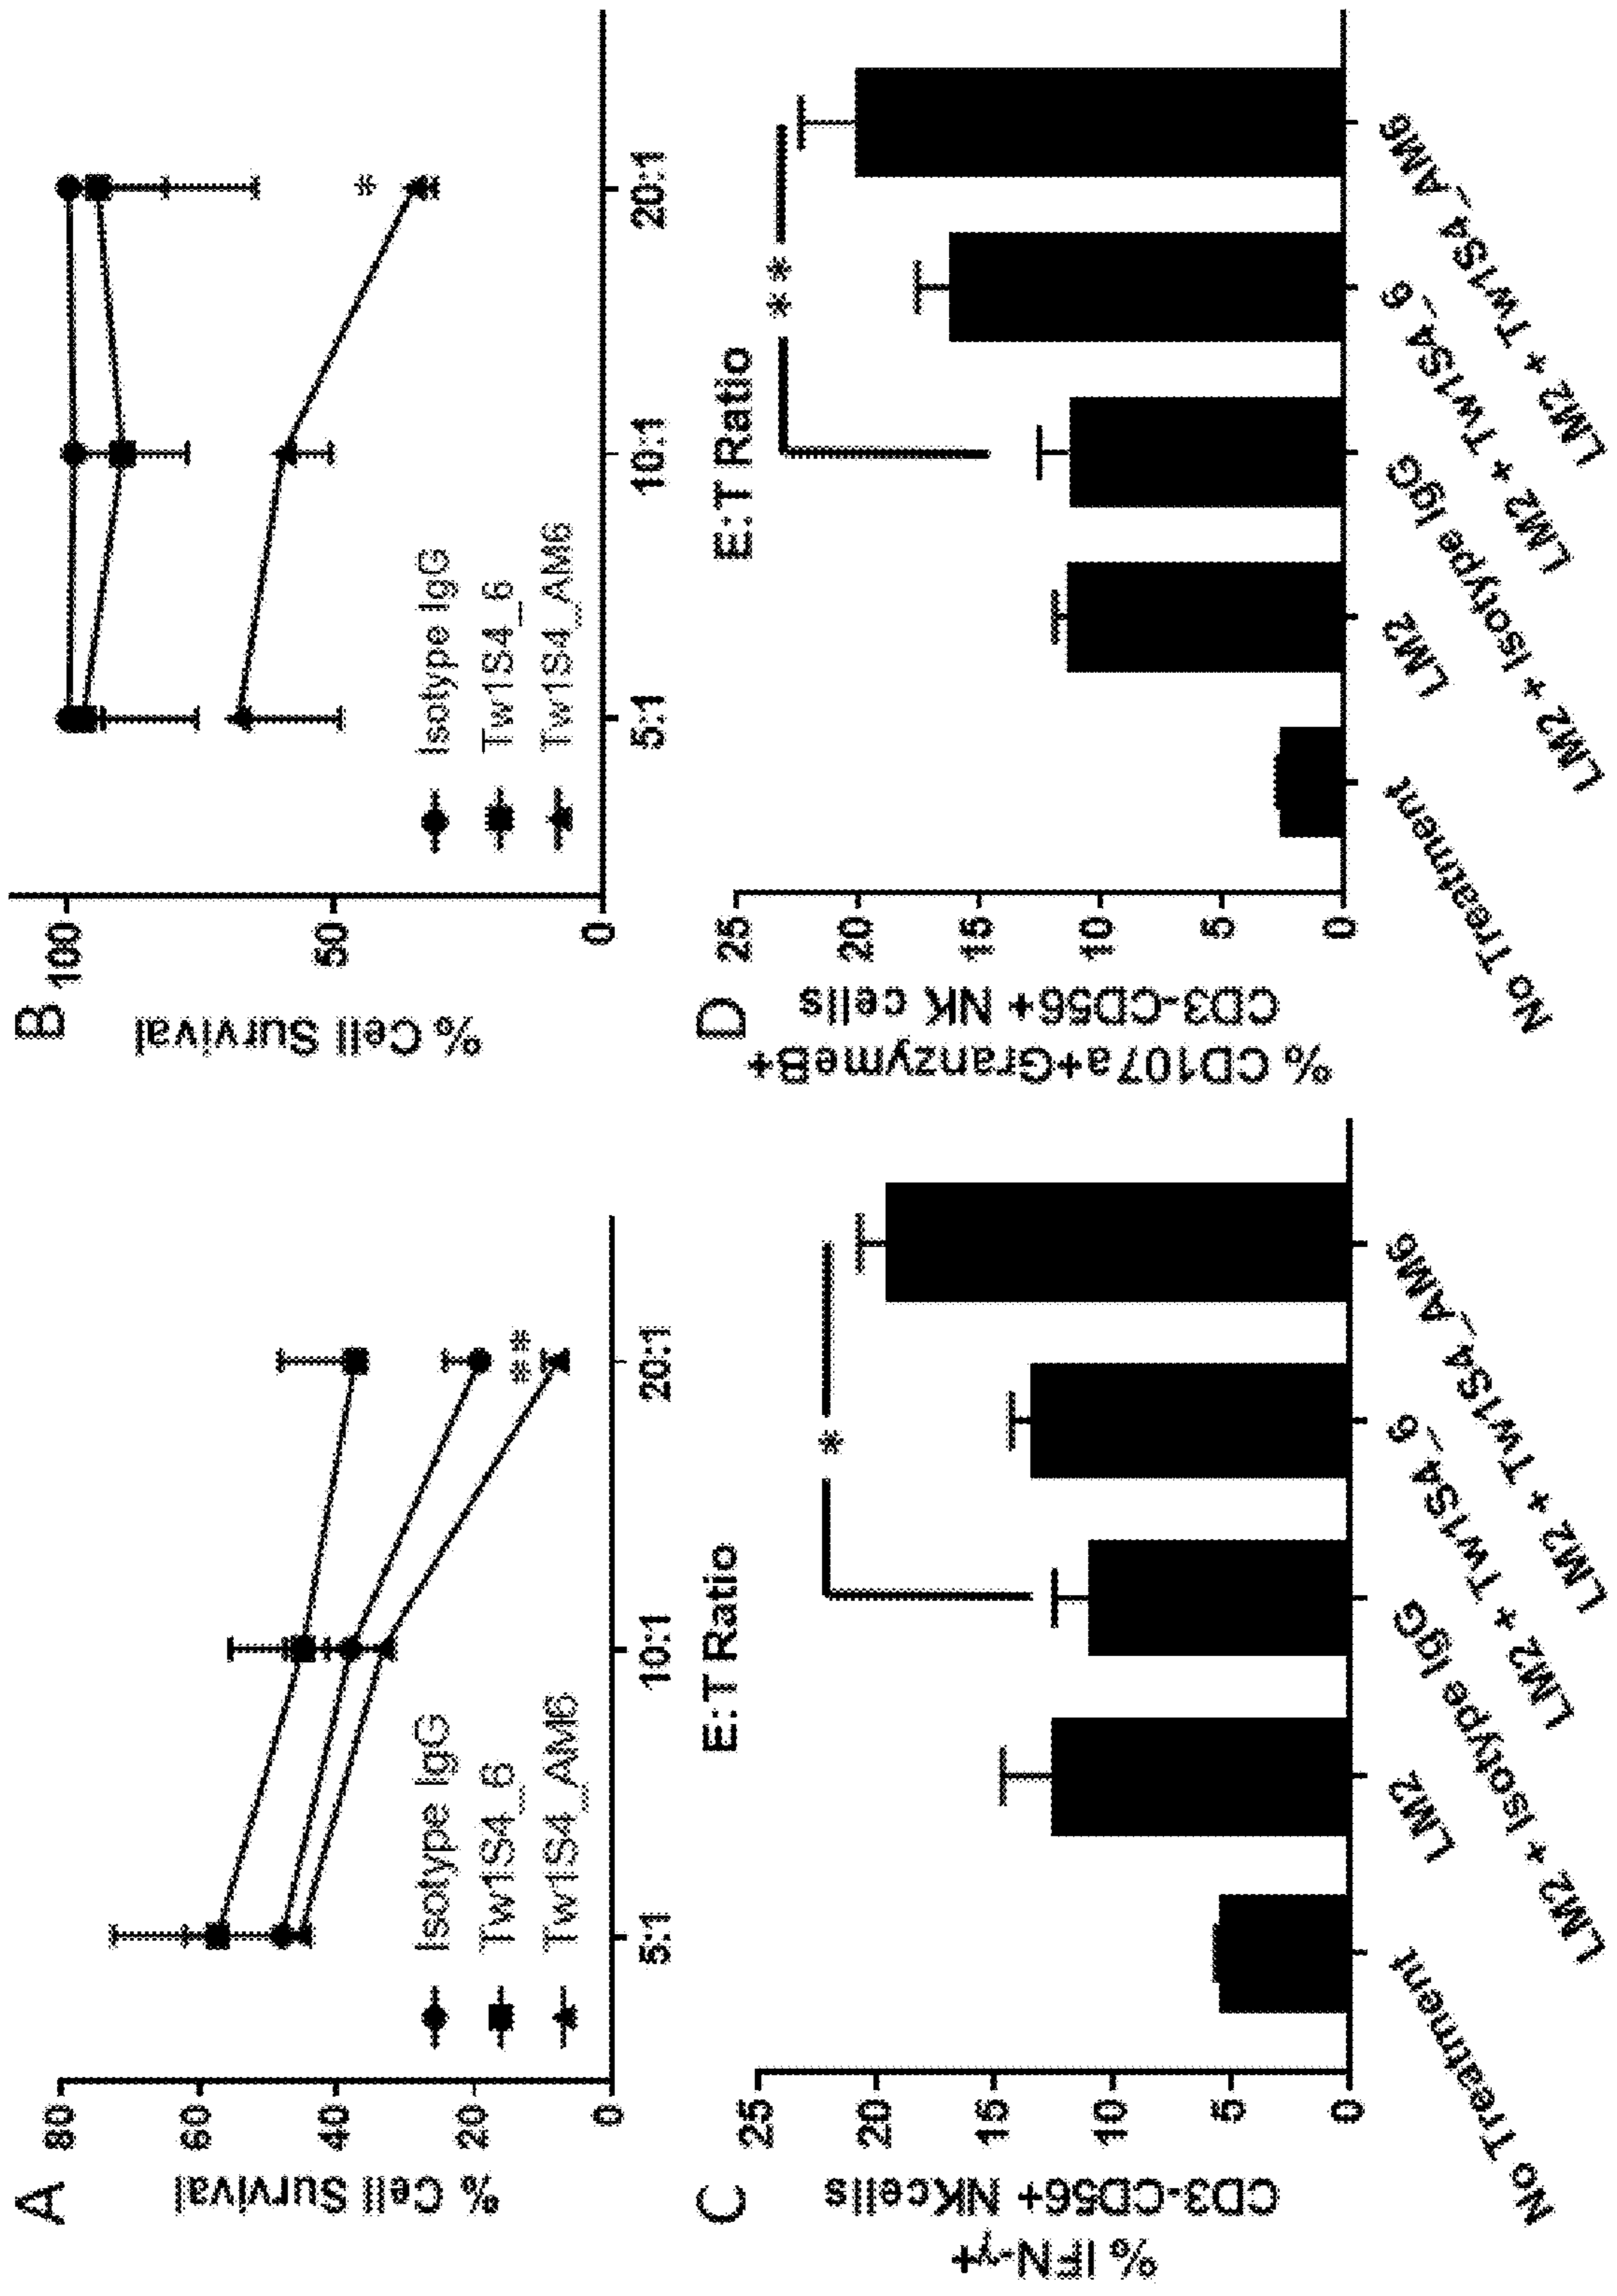 A
% Cell Survival
80
60
40
20
0
Isotype IgG
Tw1S4_6
Tw1S4_AM6
**
5:1
10:1
20:1
E:T Ratio
B
% Cell Survival
100
50
0
Isotype IgG
Tw1S4_6
Tw1S4_AM6
*
5:1
10:1
20:1
E:T Ratio
C
% IFN-γ+
CD3-CD56+ NKcells
25
20
15
10
5
0
*
No Treatment
LM2
LM2 + Isotype IgG
LM2 + Tw1S4_6
LM2 + Tw1S4_AM6
D
% CD107a+GranzymeB+
CD3-CD56+ NK cells
25
20
15
10
5
0
**
No Treatment
LM2
LM2 + Isotype IgG
LM2 + Tw1S4_6
LM2 + Tw1S4_AM6